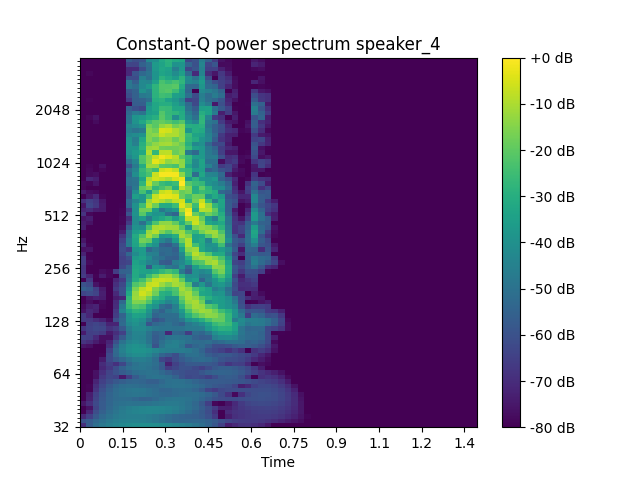 Constant-Q power spectrum speaker_4
+0 dB
-10 dB
-20 dB
-30 dB
-40 dB
-50 dB
-60 dB
-70 dB
-80 dB
2048
1024
512
256
128
64
32
Hz
0 0.15 0.3 0.45 0.6 0.75 0.9 1.1 1.2 1.4
Time